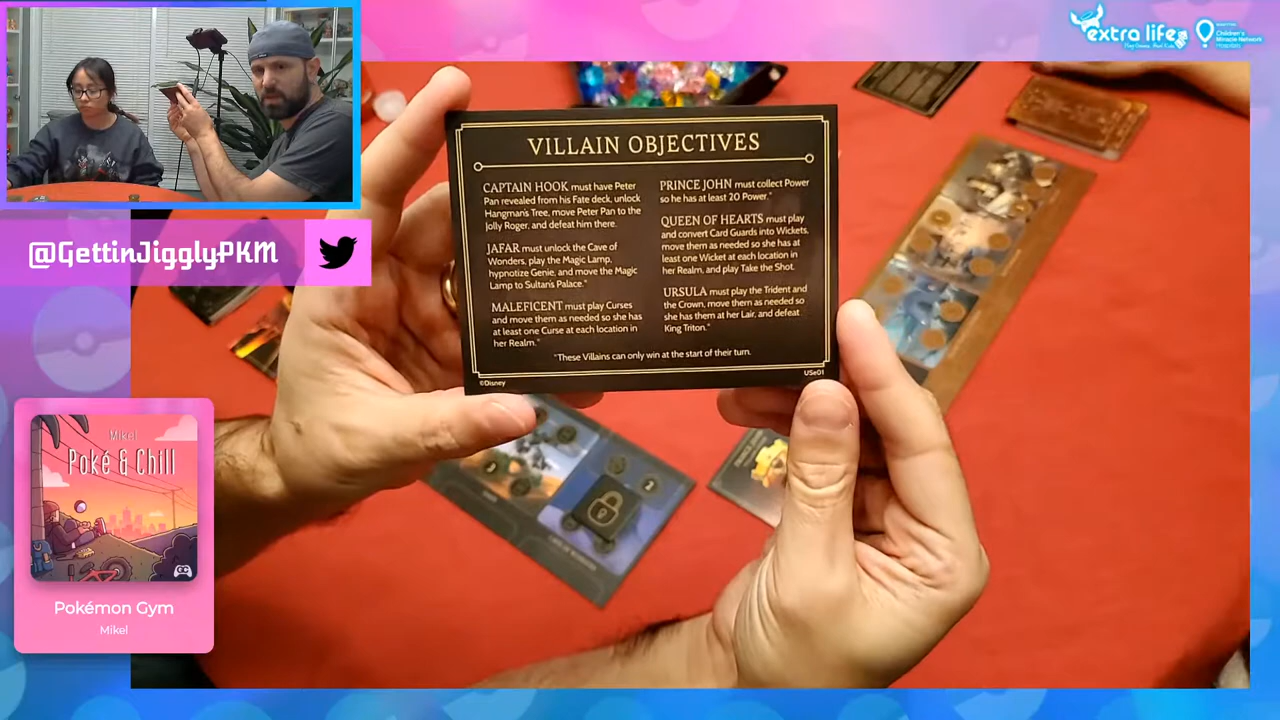 extra life
Play Games. Heal Kids.
Children's
Miracle Network
Hospitals
@GettinJigglyPKM
Mikel
Poké & Chill
Pokémon Gym
Mikel
VILLAIN OBJECTIVES
CAPTAIN HOOK must have Peter
Pan revealed from his Fate deck, unlock
Hangman's Tree, move Peter Pan to the
Jolly Roger, and defeat him there.
JAFAR must unlock the Cave of
Wonders, play the Magic Lamp,
hypnotize Genie, and move the Magic
Lamp to Sultan's Palace.*
MALEFICENT must play Curses
and move them as needed so she has
at least one Curse at each location in
her Realm.*
PRINCE JOHN must collect Power
so he has at least 20 Power.*
QUEEN OF HEARTS must play
and convert Card Guards into Wickets,
move them as needed so she has at
least one Wicket at each location in
her Realm, and play Take the Shot.
URSULA must play the Trident and
the Crown, move them as needed so
she has them at her Lair, and defeat
King Triton.*
*These Villains can only win at the start of their turn.
©Disney
USe01
3
2